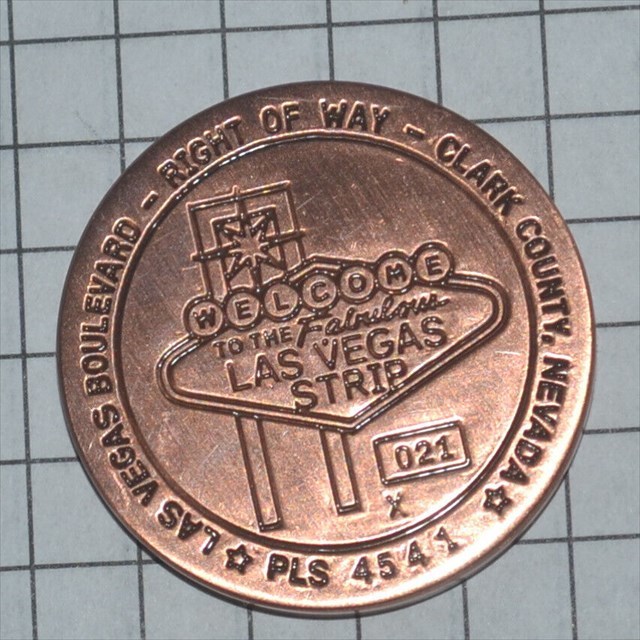 LAS VEGAS BOULEVARD - RIGHT OF WAY - CLARK COUNTY, NEVADA
WELCOME
TO THE Fabulous
LAS VEGAS
STRIP
021
X
PLS 4541